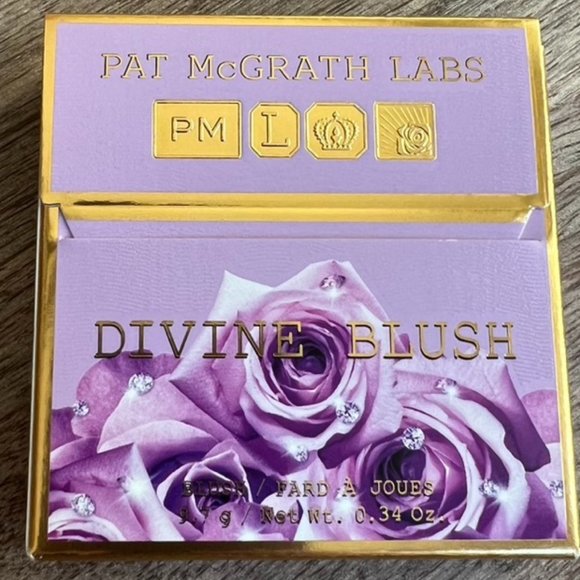 PAT McGRATH LABS
PM L
DIVINE BLUSH
BLUSH / FARD À JOUES
g / Net Wt. 0.34 Oz.